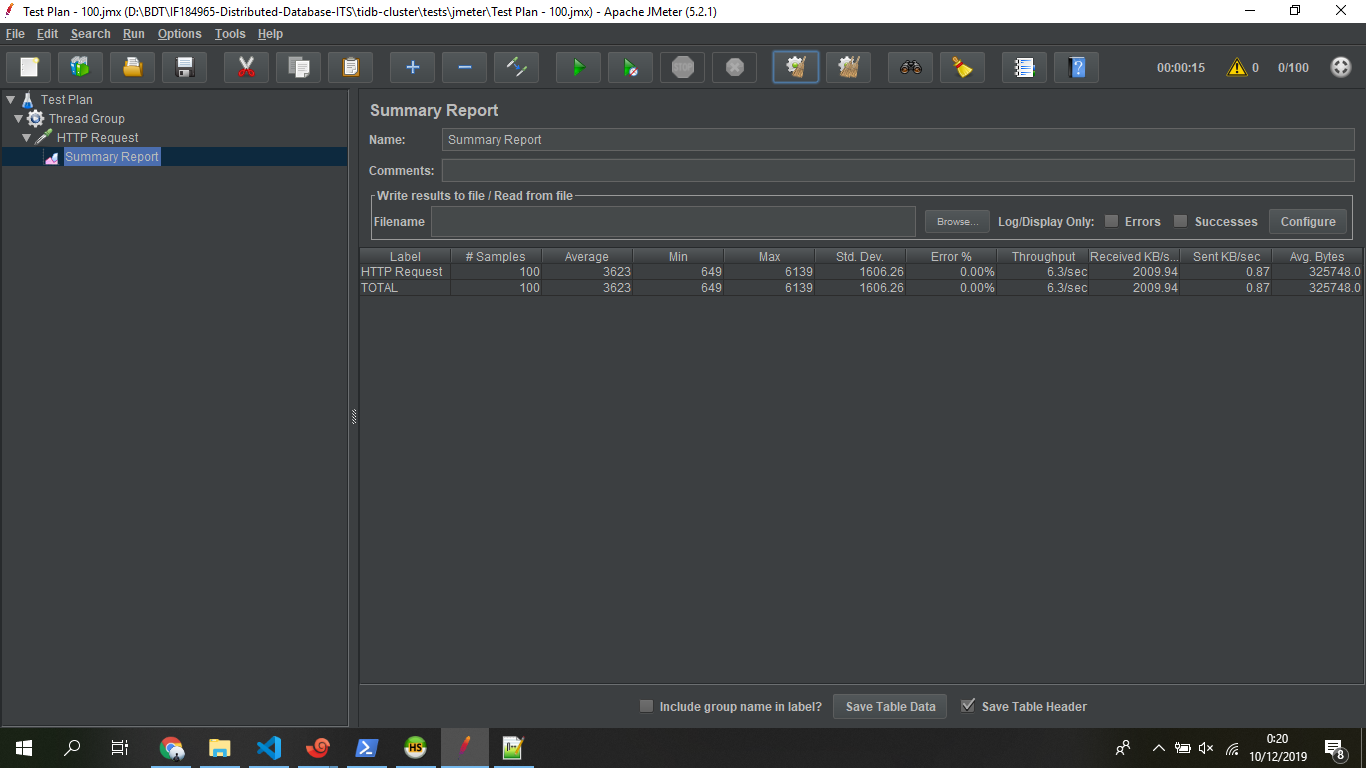 Test Plan - 100.jmx (D:\BDT\IF184965-Distributed-Database-ITS\tidb-cluster\tests\jmeter\Test Plan - 100.jmx) - Apache JMeter (5.2.1)
File Edit Search Run Options Tools Help
STOP 00:00:15 0 0/100
Test Plan
Thread Group
HTTP Request
Summary Report
Summary Report
Name: Summary Report
Comments:
Write results to file / Read from file
Filename Browse... Log/Display Only: Errors Successes Configure
Label # Samples Average Min Max Std. Dev. Error % Throughput Received KB/s... Sent KB/sec Avg. Bytes
HTTP Request 100 3623 649 6139 1606.26 0.00% 6.3/sec 2009.94 0.87 325748.0
TOTAL 100 3623 649 6139 1606.26 0.00% 6.3/sec 2009.94 0.87 325748.0
Include group name in label? Save Table Data Save Table Header
HS
0:20
10/12/2019
8